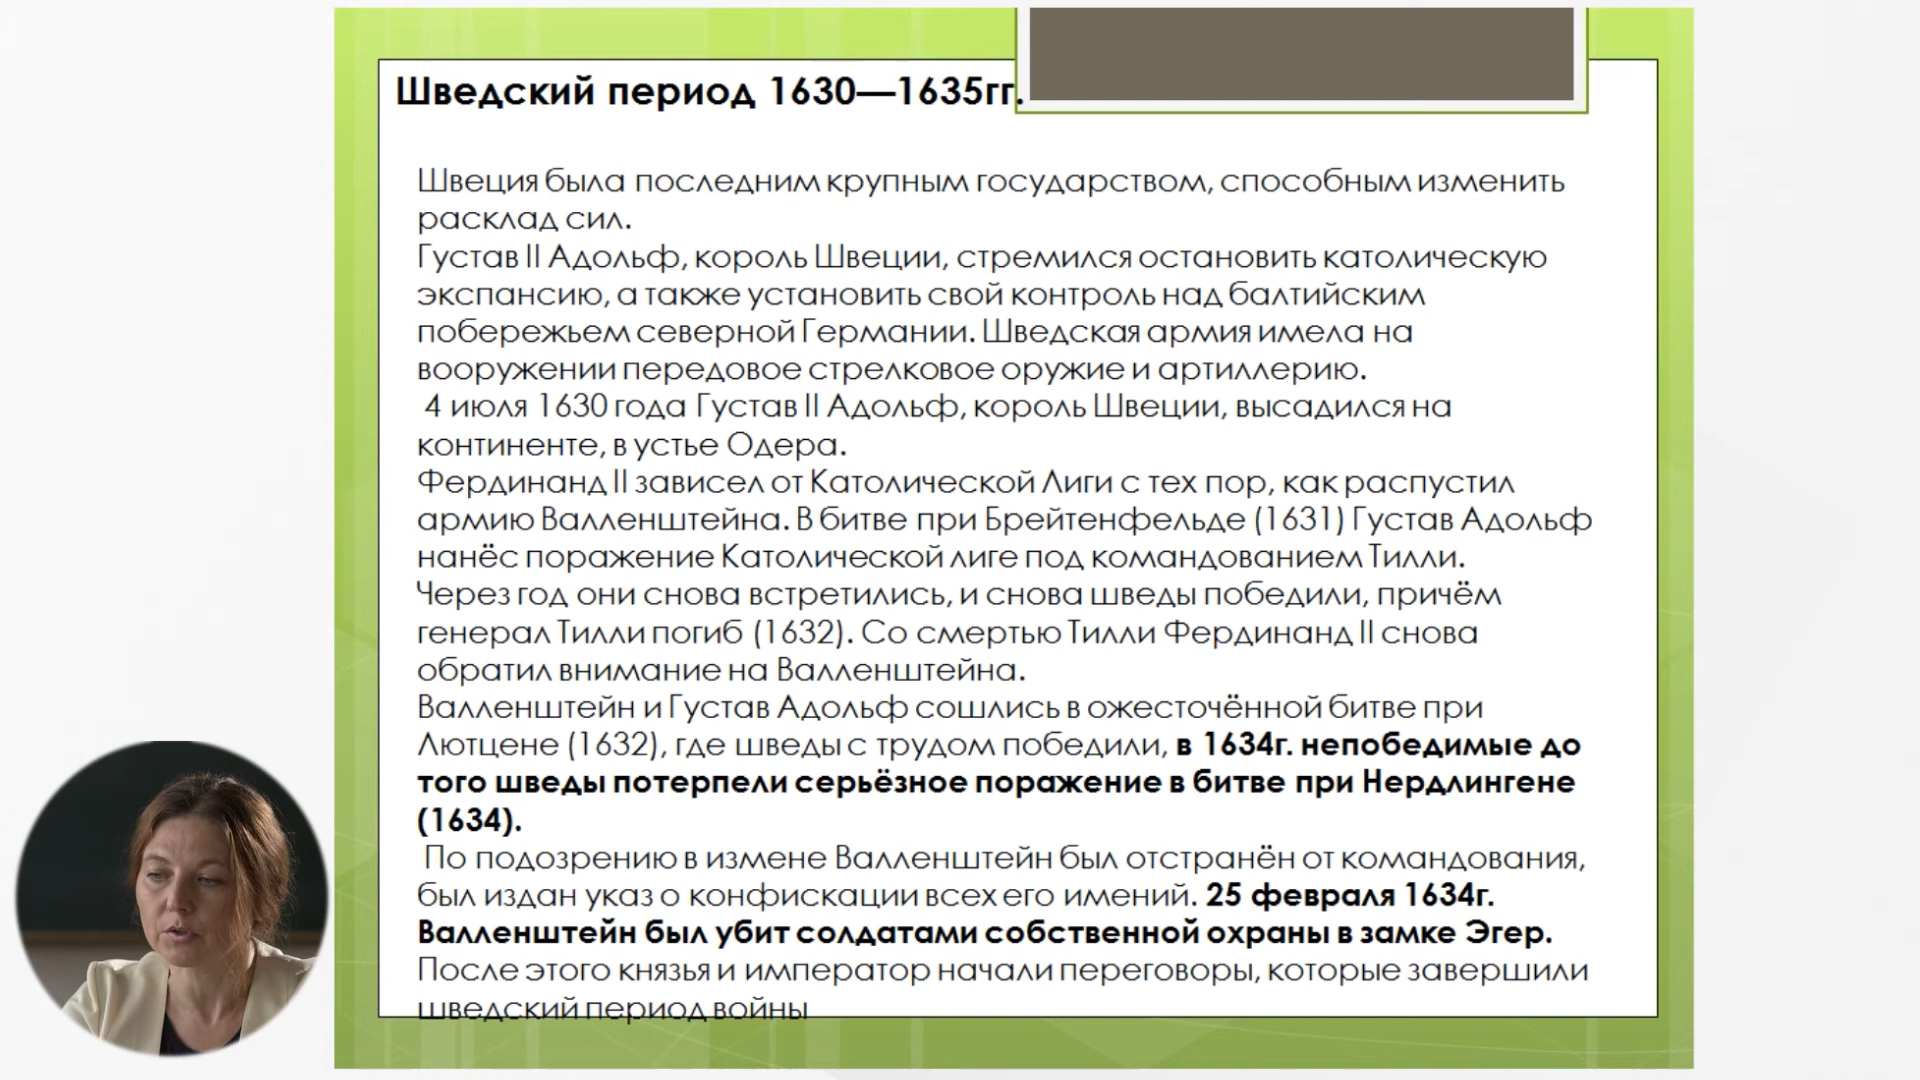 Шведский период 1630—1635гг.
Швеция была последним крупным государством, способным изменить
расклад сил.
Густав II Адольф, король Швеции, стремился остановить католическую
экспансию, а также установить свой контроль над балтийским
побережьем северной Германии. Шведская армия имела на
вооружении передовое стрелковое оружие и артиллерию.
4 июля 1630 года Густав II Адольф, король Швеции, высадился на
континенте, в устье Одера.
Фердинанд II зависел от Католической Лиги с тех пор, как распустил
армию Валленштейна. В битве при Брейтенфельде (1631) Густав Адольф
нанёс поражение Католической лиге под командованием Тилли.
Через год они снова встретились, и снова шведы победили, причём
генерал Тилли погиб (1632). Со смертью Тилли Фердинанд II снова
обратил внимание на Валленштейна.
Валленштейн и Густав Адольф сошлись в ожесточённой битве при
Лютцене (1632), где шведы с трудом победили, в 1634г. непобедимые до
того шведы потерпели серьёзное поражение в битве при Нердлингене
(1634).
По подозрению в измене Валленштейн был отстранён от командования,
был издан указ о конфискации всех его имений. 25 февраля 1634г.
Валленштейн был убит солдатами собственной охраны в замке Эгер.
После этого князья и император начали переговоры, которые завершили
шведский период войны